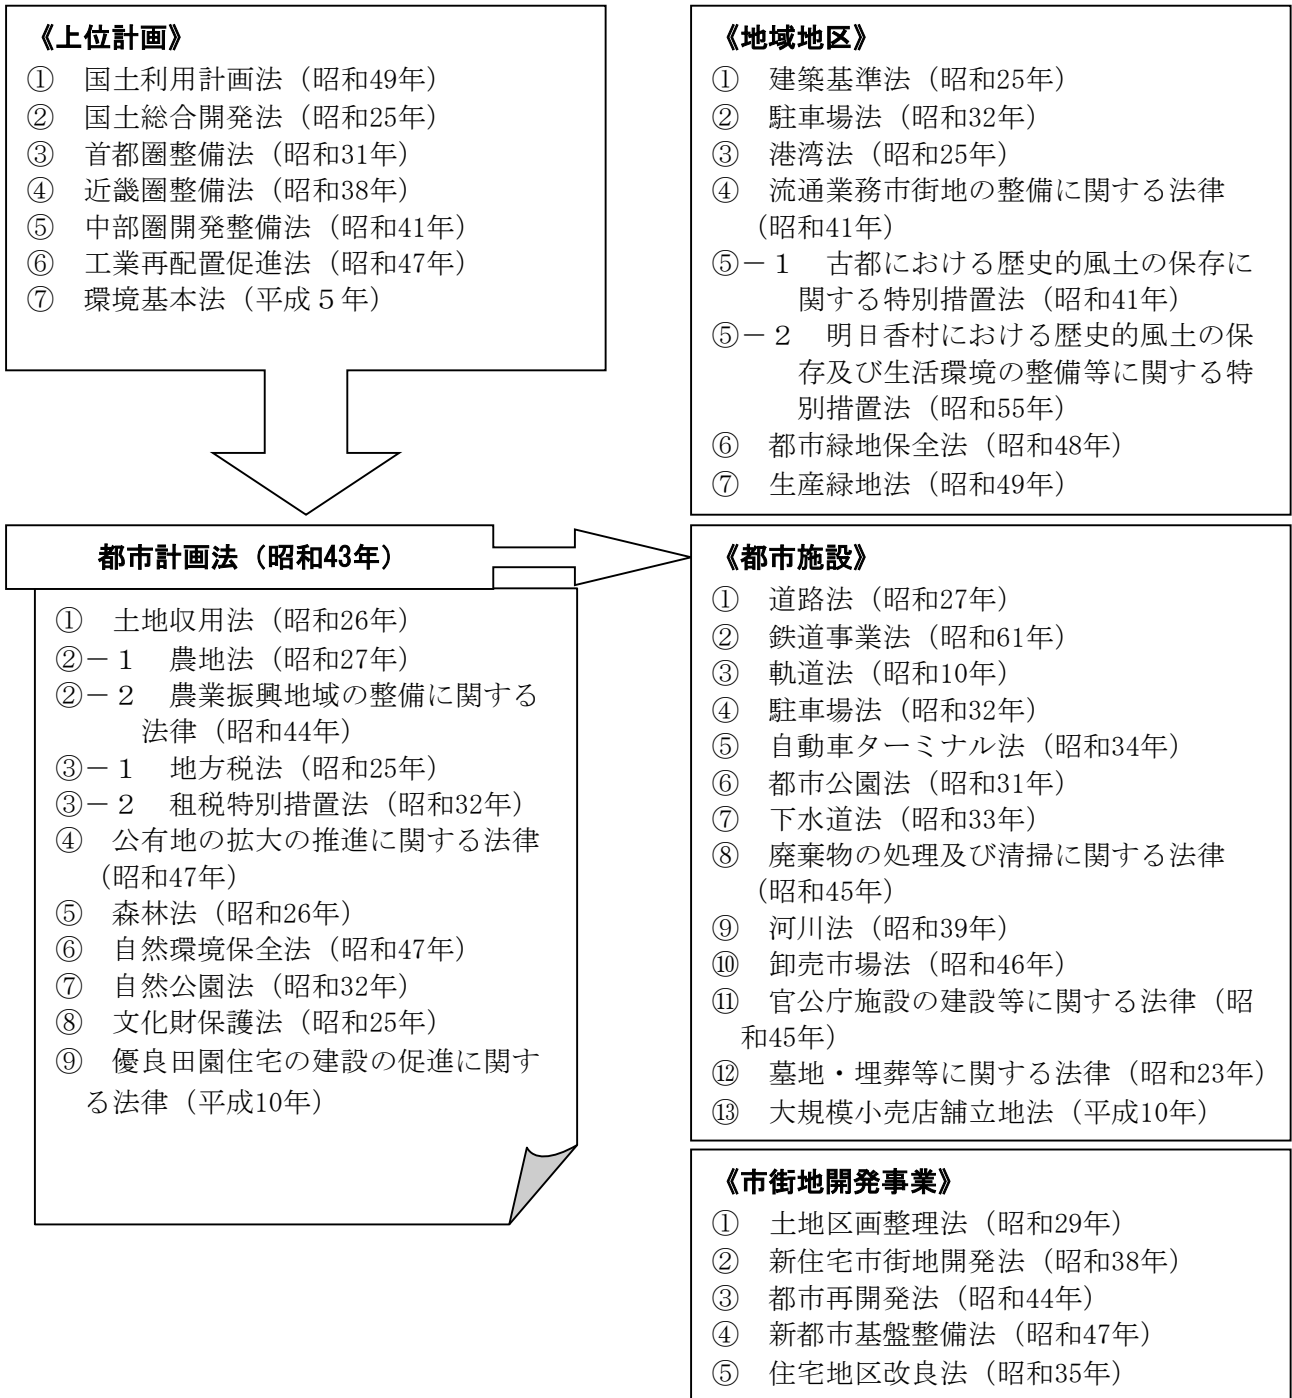 《上位計画》
① 国土利用計画法（昭和49年）
② 国土総合開発法（昭和25年）
③ 首都圏整備法（昭和31年）
④ 近畿圏整備法（昭和38年）
⑤ 中部圏開発整備法（昭和41年）
⑥ 工業再配置促進法（昭和47年）
⑦ 環境基本法（平成５年）
都市計画法（昭和43年）
① 土地収用法（昭和26年）
②－１ 農地法（昭和27年）
②－２ 農業振興地域の整備に関する
法律（昭和44年）
③－１ 地方税法（昭和25年）
③－２ 租税特別措置法（昭和32年）
④ 公有地の拡大の推進に関する法律
（昭和47年）
⑤ 森林法（昭和26年）
⑥ 自然環境保全法（昭和47年）
⑦ 自然公園法（昭和32年）
⑧ 文化財保護法（昭和25年）
⑨ 優良田園住宅の建設の促進に関す
る法律（平成10年）
《地域地区》
① 建築基準法（昭和25年）
② 駐車場法（昭和32年）
③ 港湾法（昭和25年）
④ 流通業務市街地の整備に関する法律
（昭和41年）
⑤－１ 古都における歴史的風土の保存に
関する特別措置法（昭和41年）
⑤－２ 明日香村における歴史的風土の保
存及び生活環境の整備等に関する特
別措置法（昭和55年）
⑥ 都市緑地保全法（昭和48年）
⑦ 生産緑地法（昭和49年）
《都市施設》
① 道路法（昭和27年）
② 鉄道事業法（昭和61年）
③ 軌道法（昭和10年）
④ 駐車場法（昭和32年）
⑤ 自動車ターミナル法（昭和34年）
⑥ 都市公園法（昭和31年）
⑦ 下水道法（昭和33年）
⑧ 廃棄物の処理及び清掃に関する法律
（昭和45年）
⑨ 河川法（昭和39年）
⑩ 卸売市場法（昭和46年）
⑪ 官公庁施設の建設等に関する法律（昭
和45年）
⑫ 墓地・埋葬等に関する法律（昭和23年）
⑬ 大規模小売店舗立地法（平成10年）
《市街地開発事業》
① 土地区画整理法（昭和29年）
② 新住宅市街地開発法（昭和38年）
③ 都市再開発法（昭和44年）
④ 新都市基盤整備法（昭和47年）
⑤ 住宅地区改良法（昭和35年）